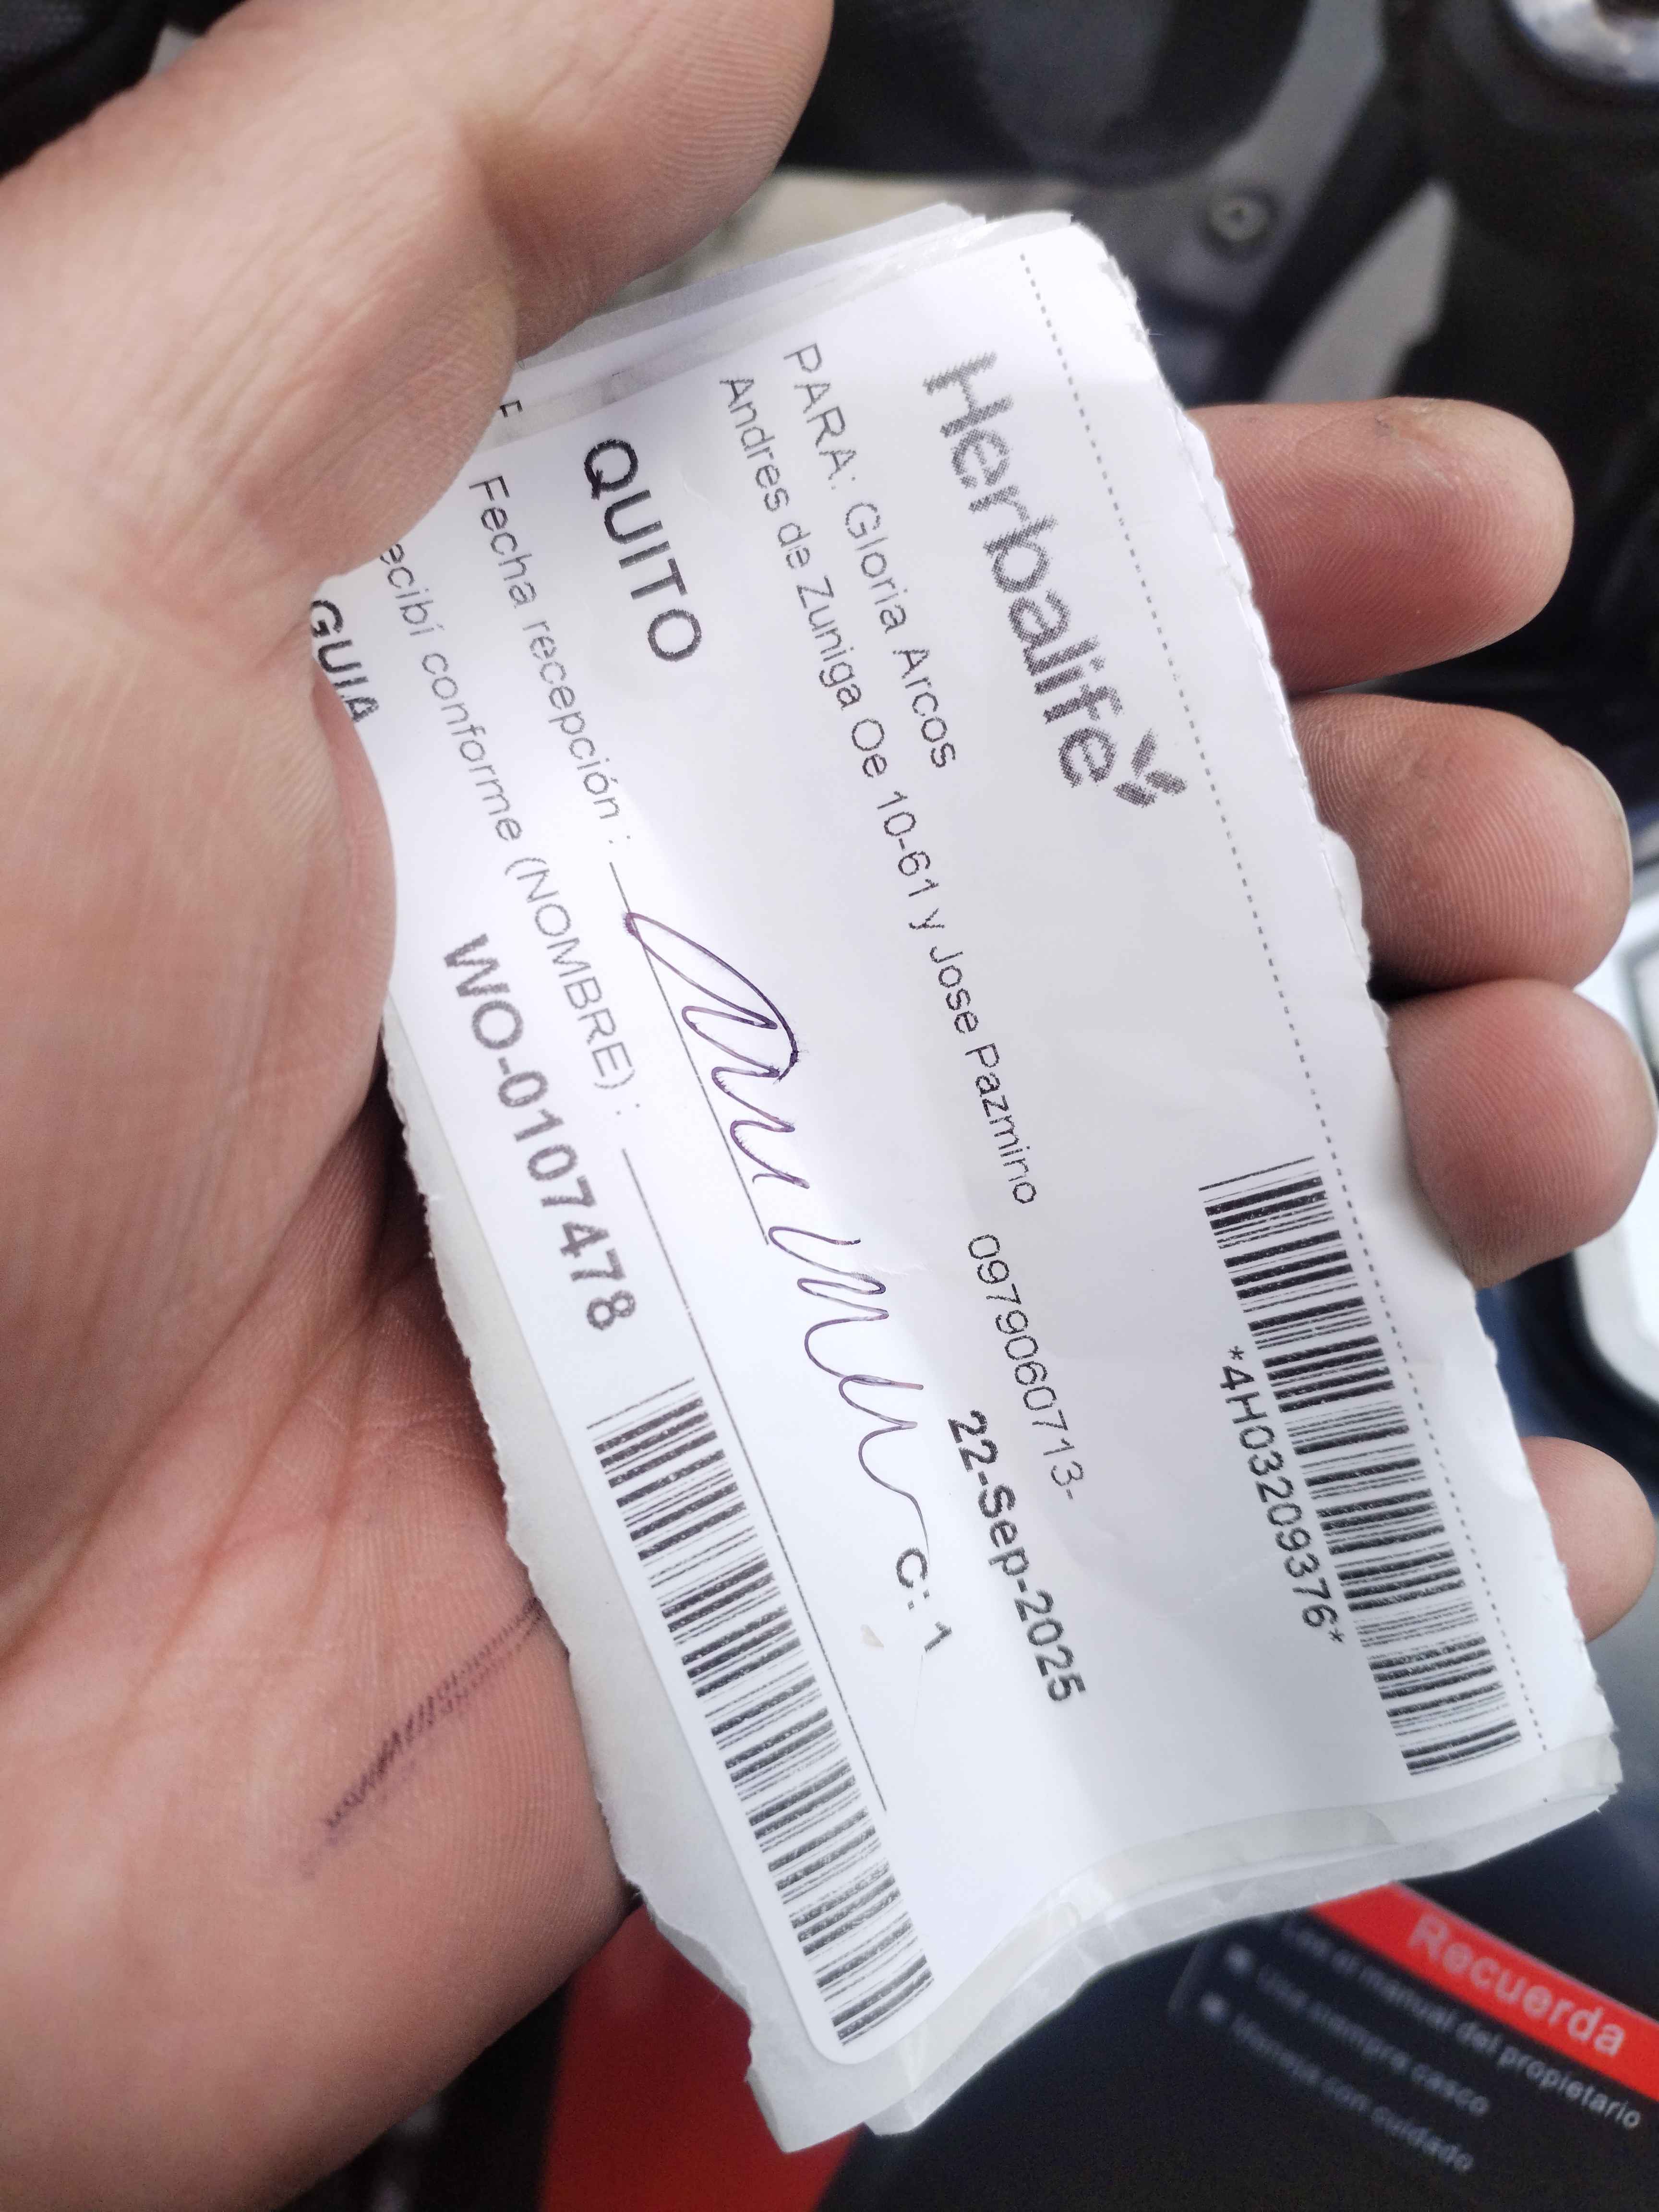 Herbalife
*4H03209376*
PARA: Gloria Arcos
Andres de Zuniga Oe 10-61 y Jose Pazmino 0979060713-
QUITO
22-Sep-2025
C: 1
Fecha recepción :
ecibí conforme (NOMBRE) :
GUIA WO-0107478
Recuerda
Lea el manual del propietario
Use siempre casco
Maneja con cuidado